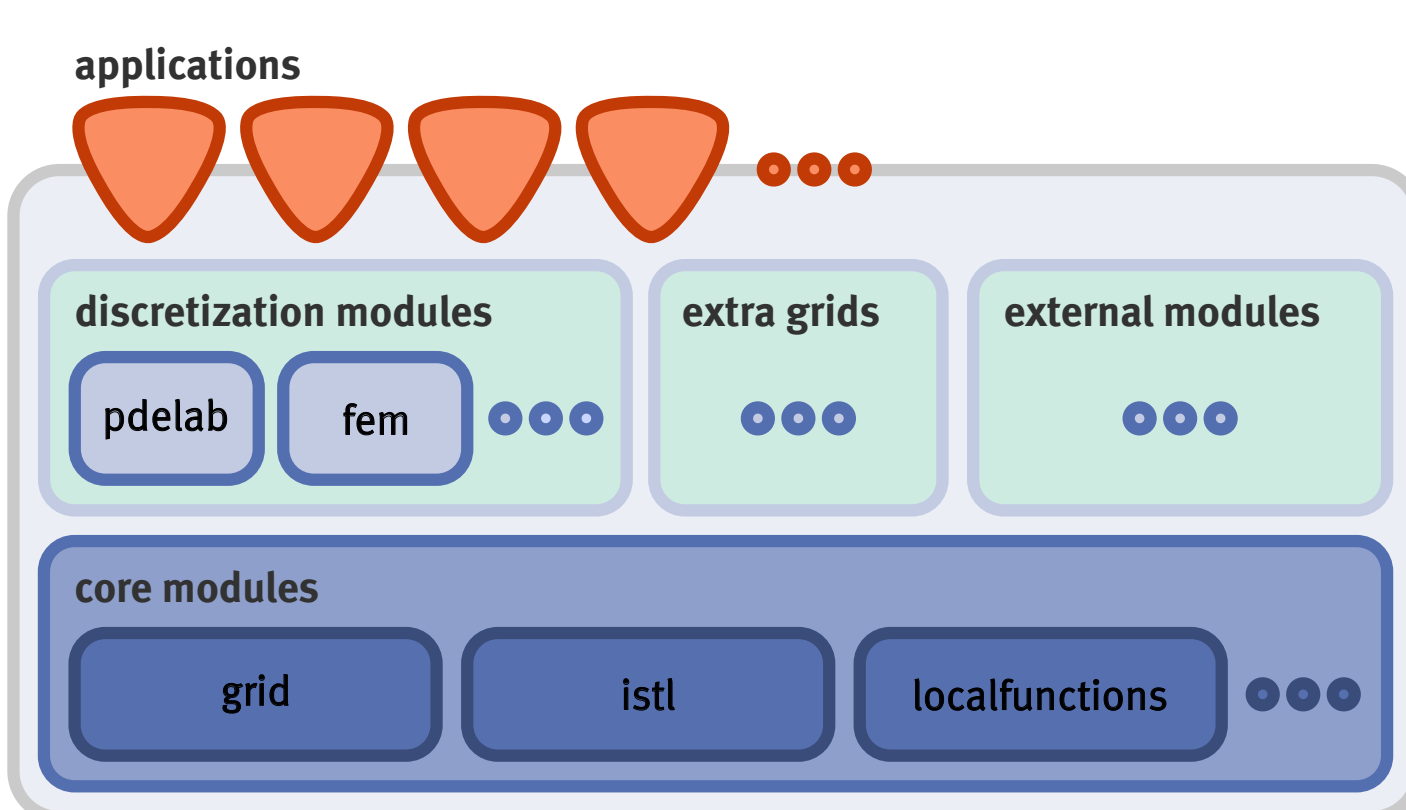 applications
discretization modules
extra grids
external modules
pdelab
fem
core modules
grid
istl
localfunctions